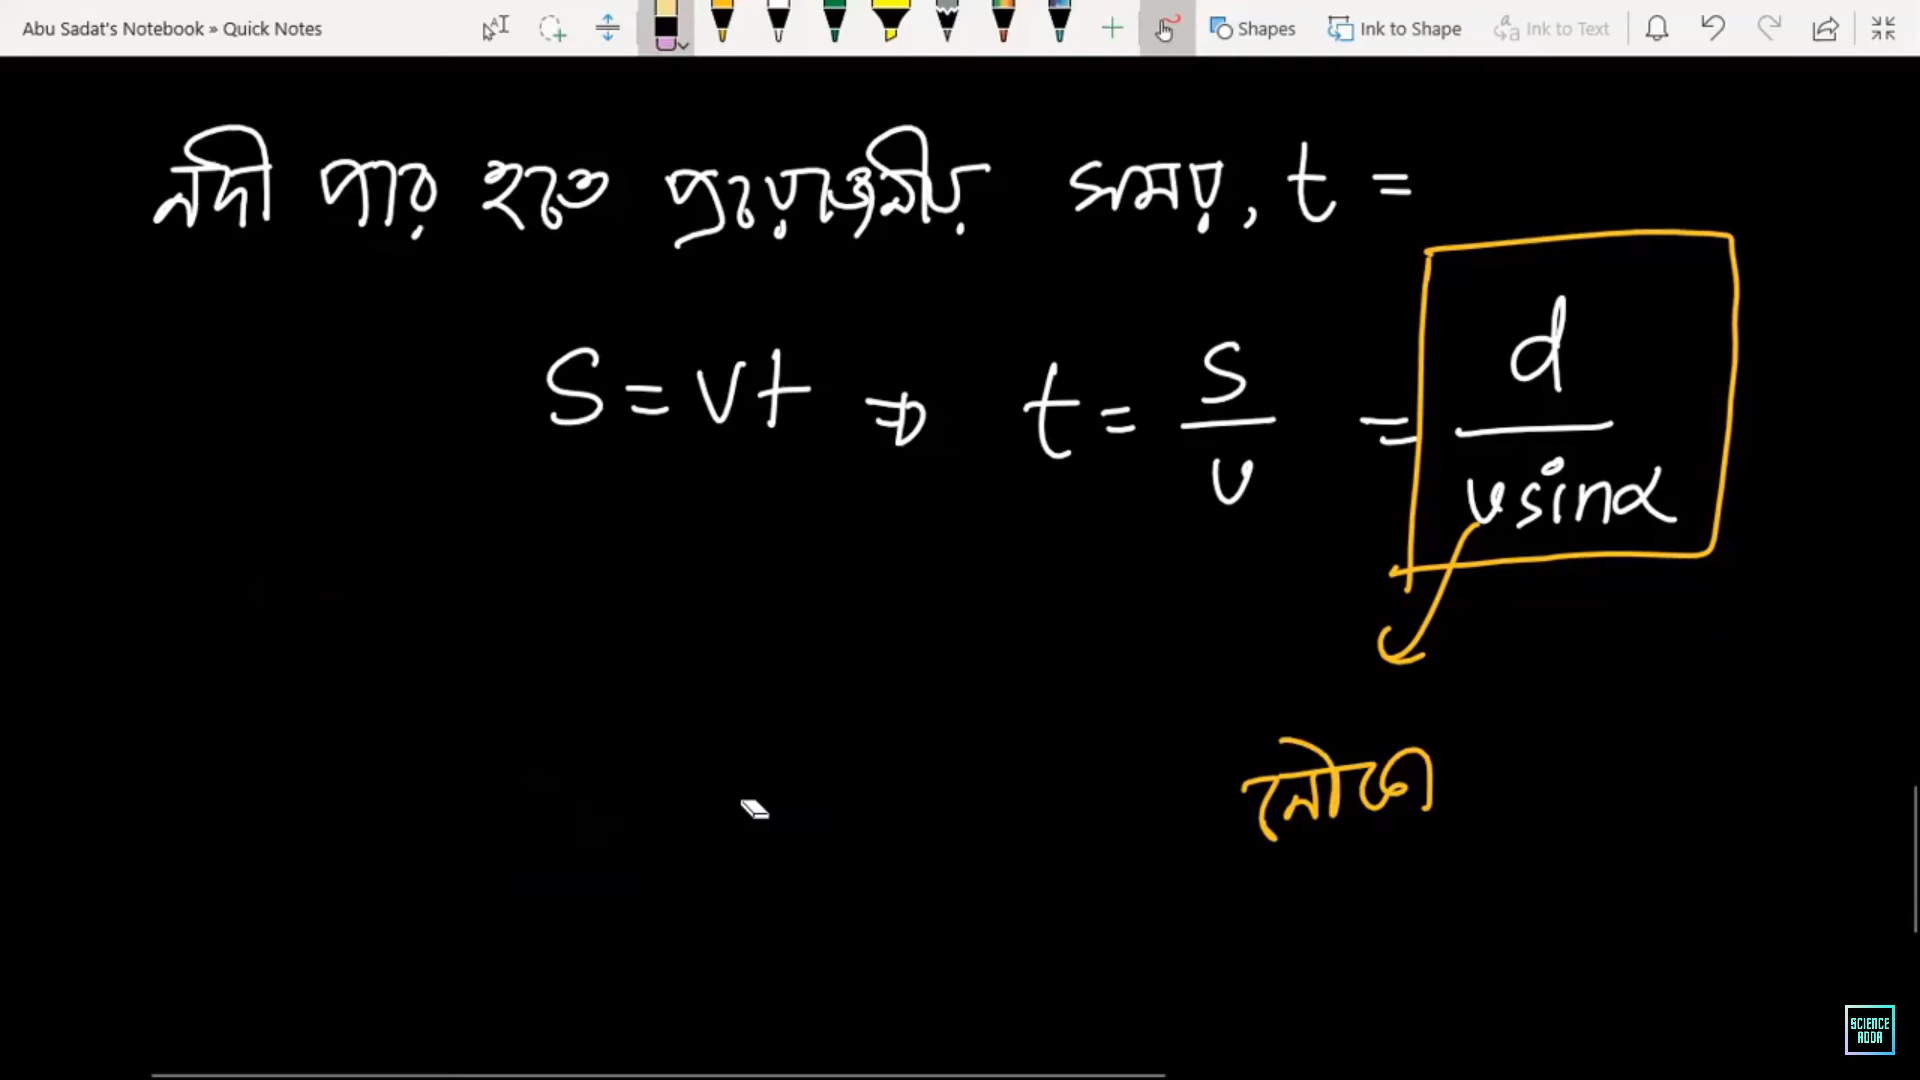 Abu Sadat's Notebook » Quick Notes
Shapes Ink to Shape Ink to Text
নদী পার হতে প্রয়োজনীয় সময়, t =
S = vt ⇒ t = s/v = d/v sinα
নৌকা
SCIENCE
ADDA